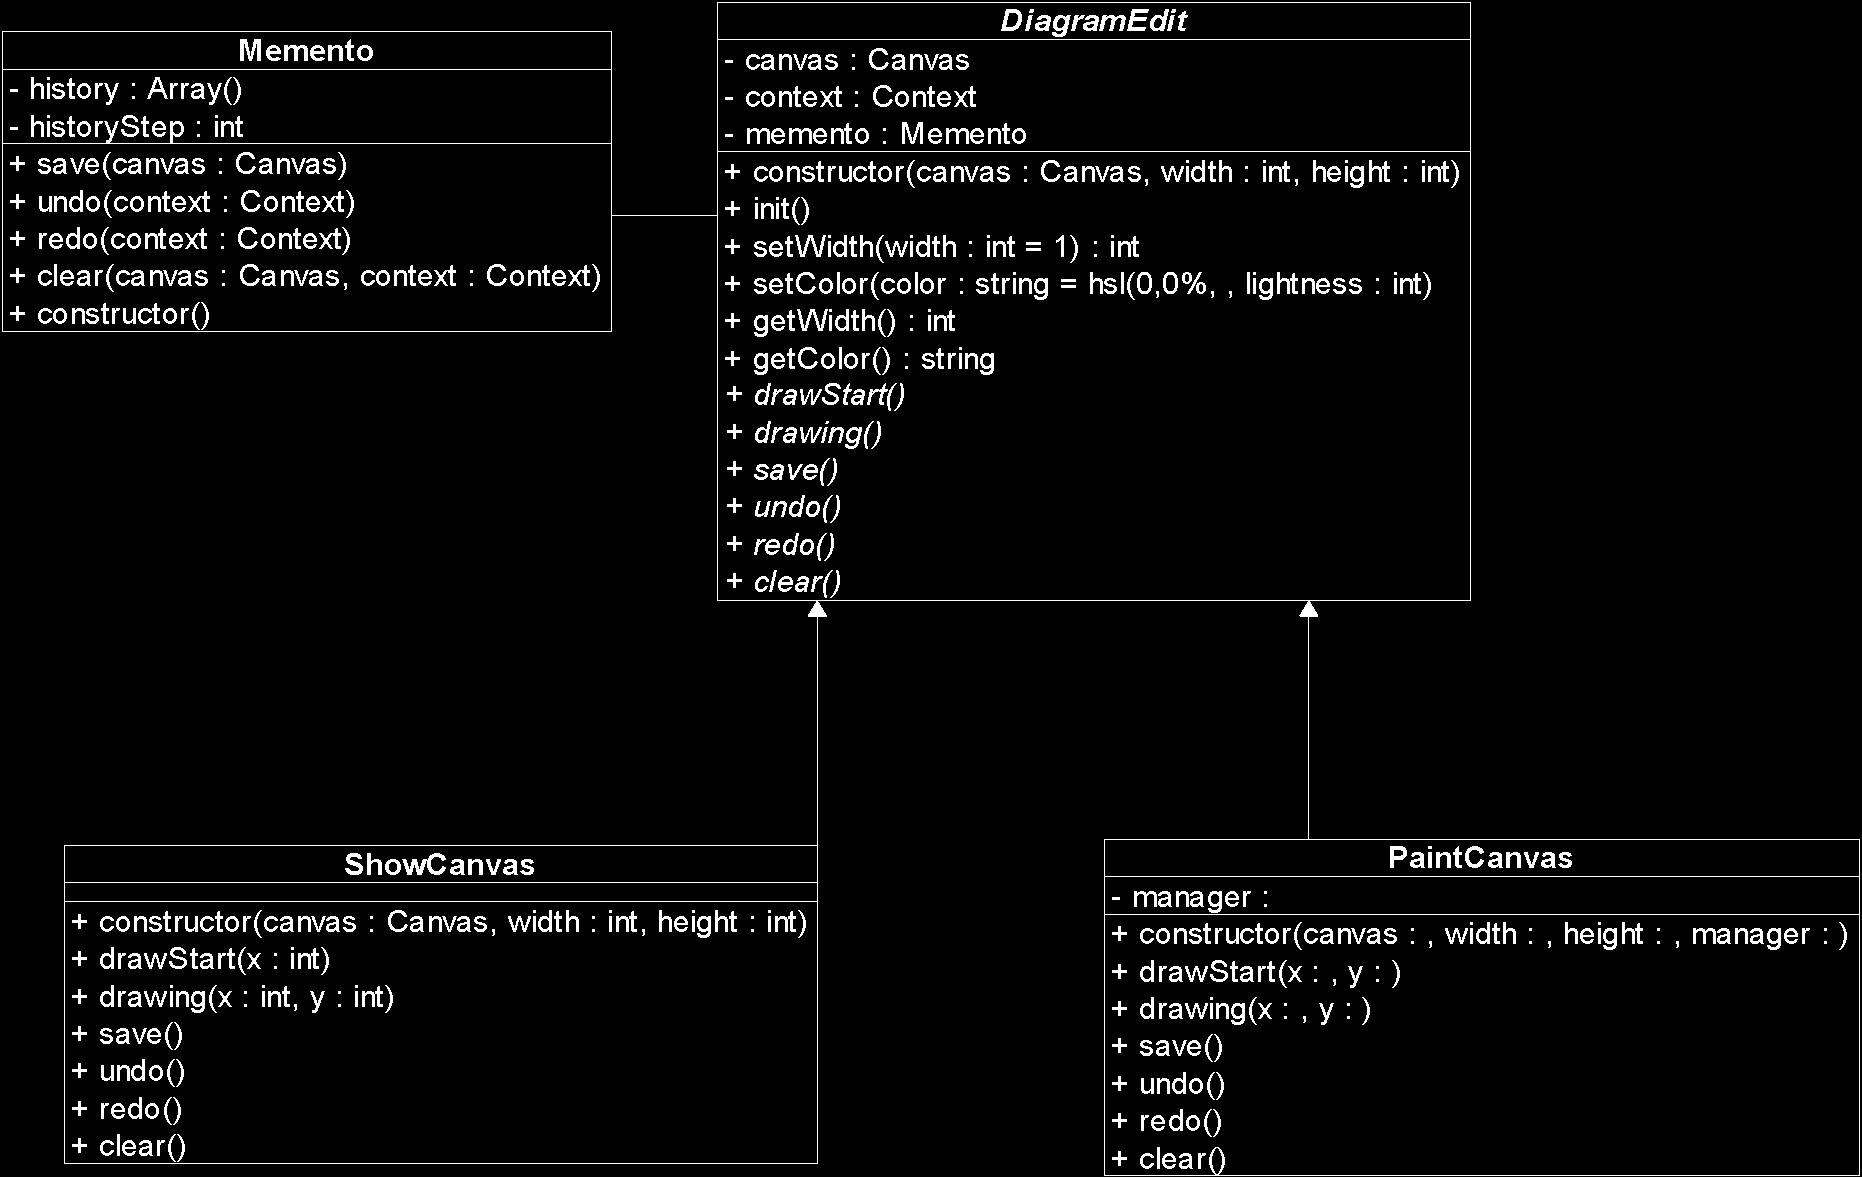 Memento
- history : Array()
- historyStep : int
+ save(canvas : Canvas)
+ undo(context : Context)
+ redo(context : Context)
+ clear(canvas : Canvas, context : Context)
+ constructor()
DiagramEdit
- canvas : Canvas
- context : Context
- memento : Memento
+ constructor(canvas : Canvas, width : int, height : int)
+ init()
+ setWidth(width : int = 1) : int
+ setColor(color : string = hsl(0,0%, , lightness : int)
+ getWidth() : int
+ getColor() : string
+ drawStart()
+ drawing()
+ save()
+ undo()
+ redo()
+ clear()
ShowCanvas
+ constructor(canvas : Canvas, width : int, height : int)
+ drawStart(x : int)
+ drawing(x : int, y : int)
+ save()
+ undo()
+ redo()
+ clear()
PaintCanvas
- manager :
+ constructor(canvas : , width : , height : , manager : )
+ drawStart(x : , y : )
+ drawing(x : , y : )
+ save()
+ undo()
+ redo()
+ clear()